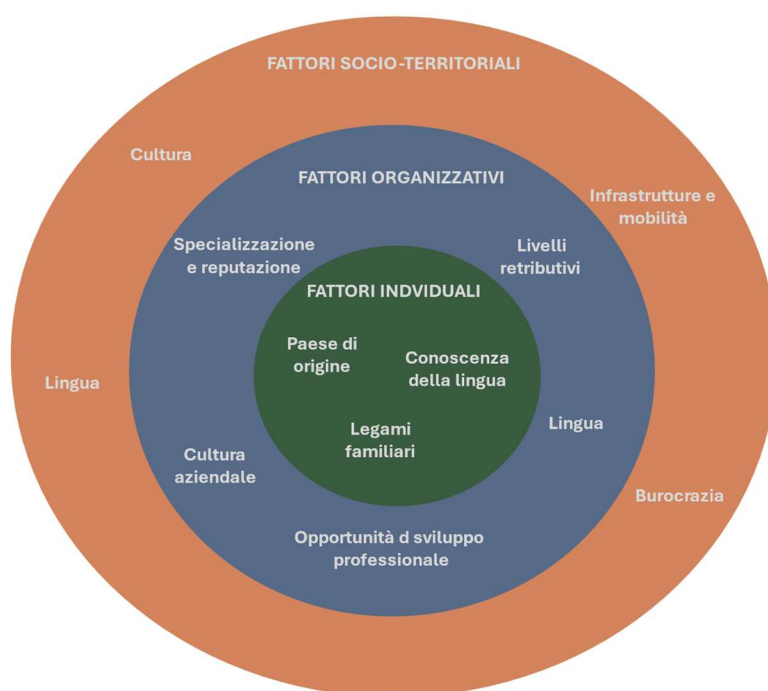 FATTORI SOCIO-TERRITORIALI
Cultura
FATTORI ORGANIZZATIVI
Infrastrutture e
mobilità
Specializzazione
e reputazione
Livelli
retributivi
FATTORI INDVIDUALI
Paese di
origine
Conoscenza
della lingua
Lingua
Legami
familiari
Lingua
Cultura
aziendale
Burocrazia
Opportunità d sviluppo
professionale